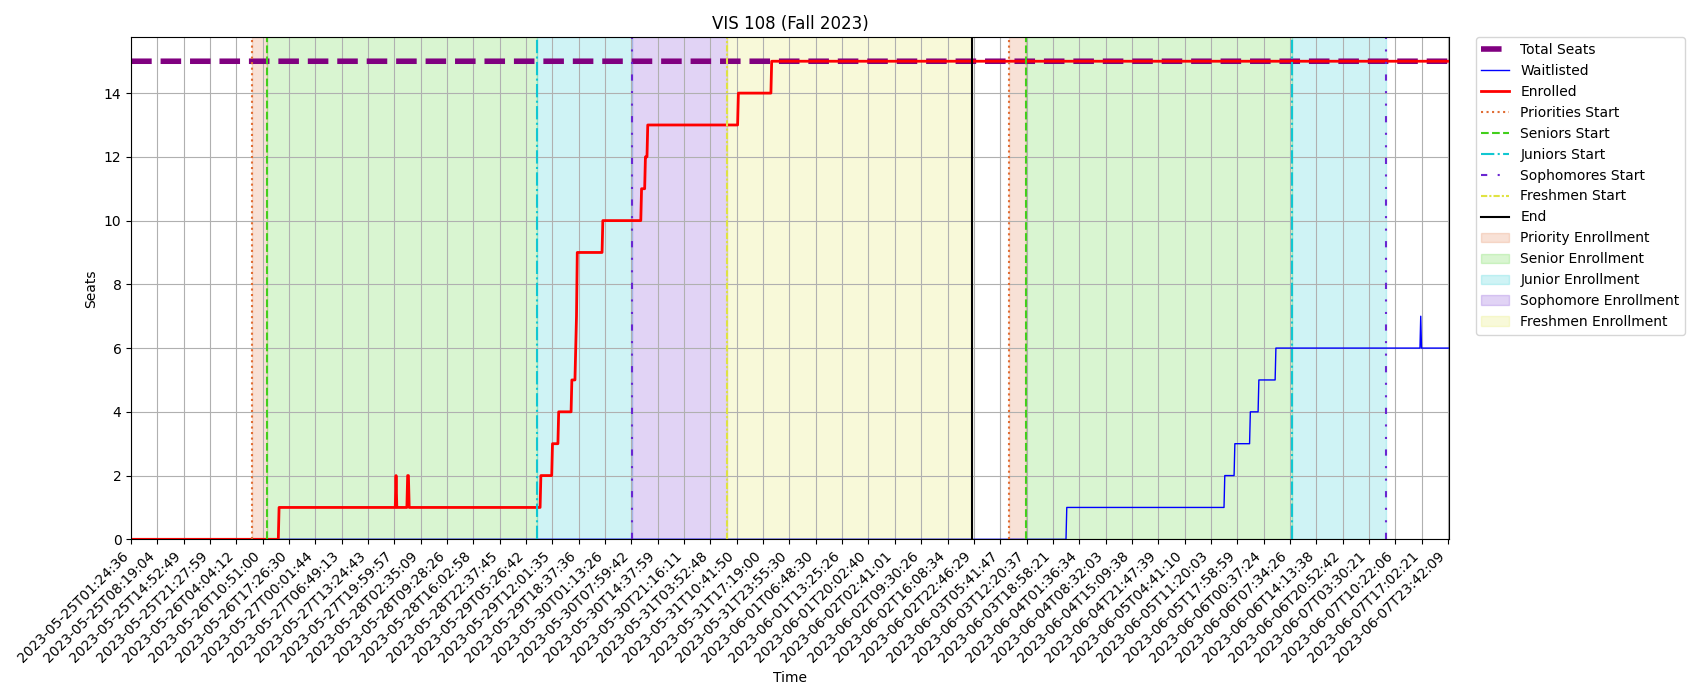 VIS 108 (Fall 2023)
Total Seats
Waitlisted
Enrolled
Priorities Start
Seniors Start
Juniors Start
Sophomores Start
Freshmen Start
End
Priority Enrollment
Senior Enrollment
Junior Enrollment
Sophomore Enrollment
Freshmen Enrollment
Seats
14
12
10
8
6
4
2
0
2023-05-25T01:24:36
2023-05-25T08:19:04
2023-05-25T14:52:49
2023-05-25T21:27:59
2023-05-26T04:04:12
2023-05-26T10:51:00
2023-05-26T17:26:30
2023-05-27T00:01:44
2023-05-27T06:49:13
2023-05-27T13:24:43
2023-05-27T19:59:57
2023-05-28T02:35:09
2023-05-28T09:28:26
2023-05-28T16:02:58
2023-05-28T22:37:45
2023-05-29T05:26:42
2023-05-29T12:01:35
2023-05-29T18:37:36
2023-05-30T01:13:26
2023-05-30T07:59:42
2023-05-30T14:37:59
2023-05-30T21:16:11
2023-05-31T03:52:48
2023-05-31T10:41:50
2023-05-31T17:19:00
2023-05-31T23:55:30
2023-06-01T06:48:30
2023-06-01T13:25:26
2023-06-01T20:02:40
2023-06-02T02:41:01
2023-06-02T09:30:26
2023-06-02T16:08:34
2023-06-02T22:46:29
2023-06-03T05:41:47
2023-06-03T12:20:37
2023-06-03T18:58:21
2023-06-04T01:36:34
2023-06-04T08:32:03
2023-06-04T15:09:38
2023-06-04T21:47:39
2023-06-05T04:41:10
2023-06-05T11:20:03
2023-06-05T17:58:59
2023-06-06T00:37:24
2023-06-06T07:34:26
2023-06-06T14:13:38
2023-06-06T20:52:42
2023-06-07T03:30:21
2023-06-07T10:22:06
2023-06-07T17:02:21
2023-06-07T23:42:09
Time